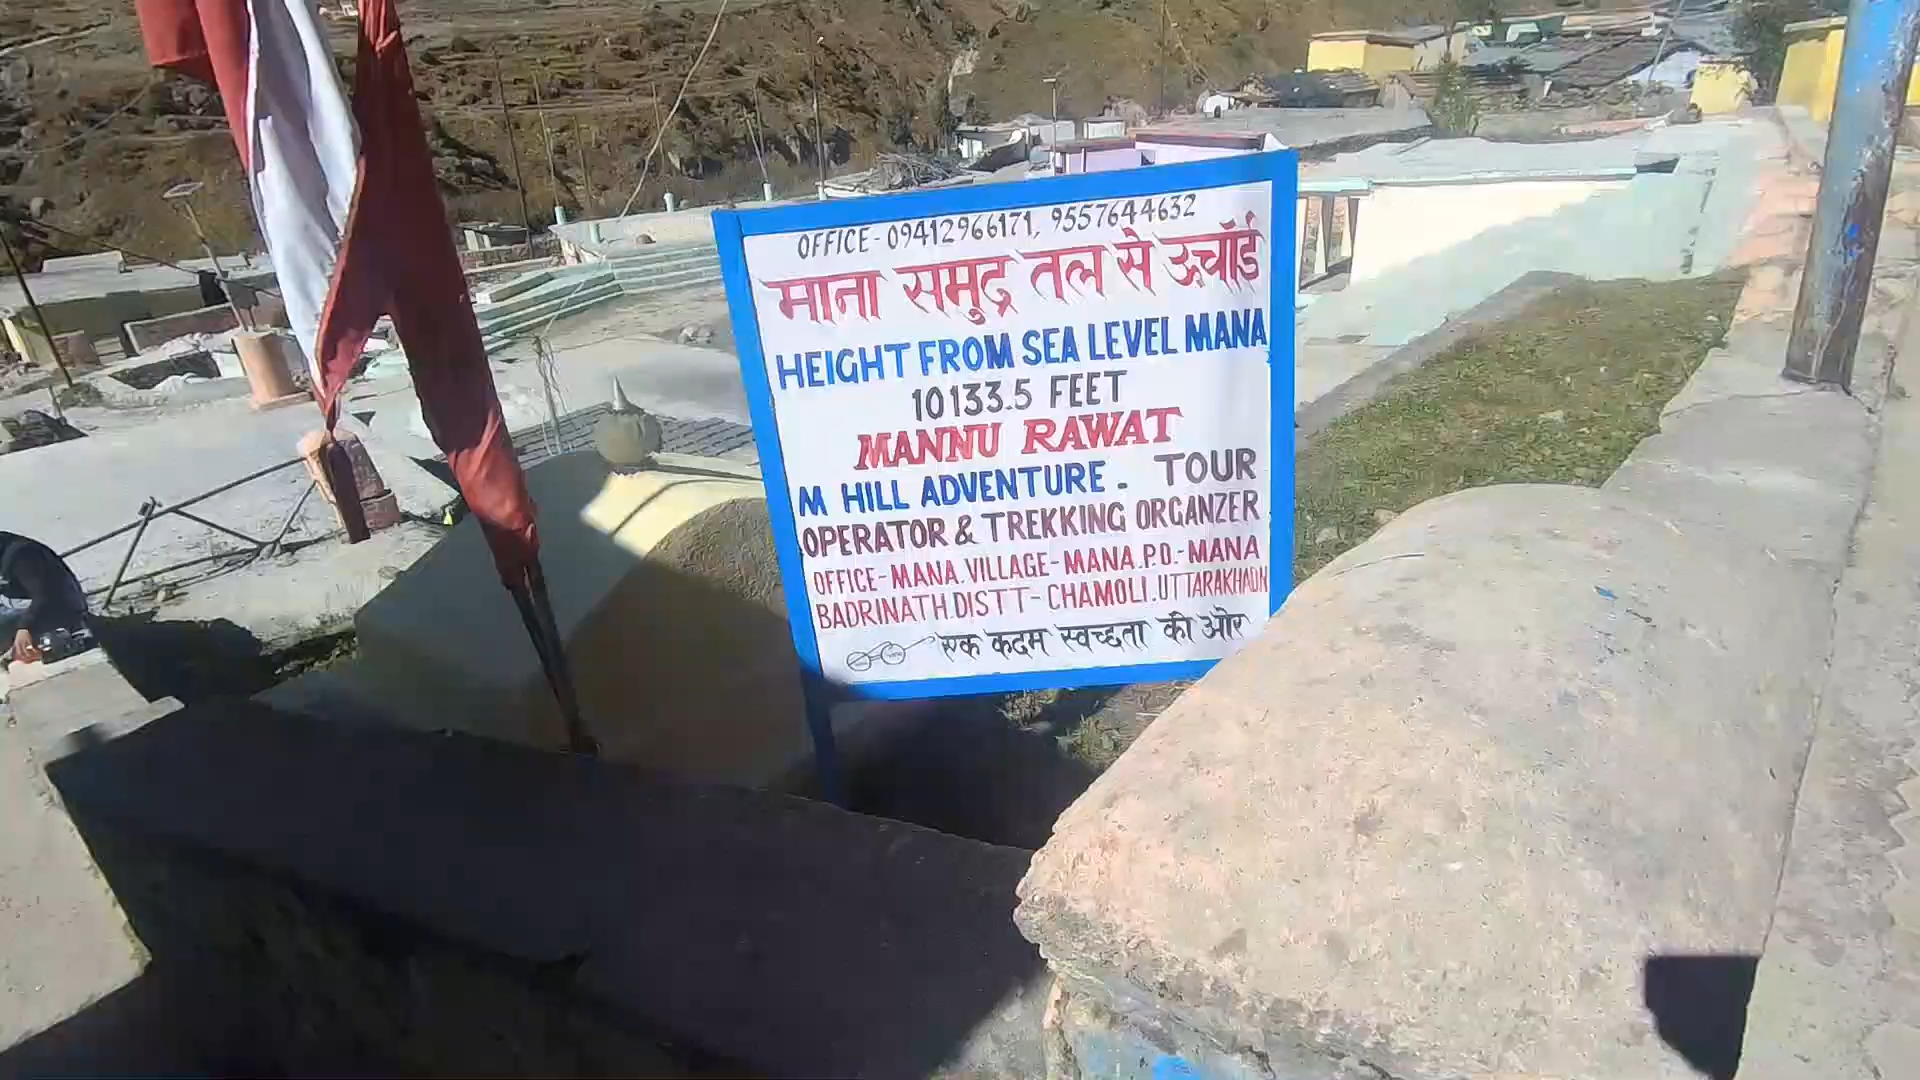 OFFICE-09412966171, 9557644632
माना समुद्र तल से ऊचॉई
HEIGHT FROM SEA LEVEL MANA
10133.5 FEET
MANNU RAWAT
M HILL ADVENTURE - TOUR
OPERATOR & TREKKING ORGANZER
OFFICE-MANA.VILLAGE-MANA.P.O.-MANA
BADRINATH.DISTT-CHAMOLI.UTTARAKHADN
एक कदम स्वच्छता की ओर